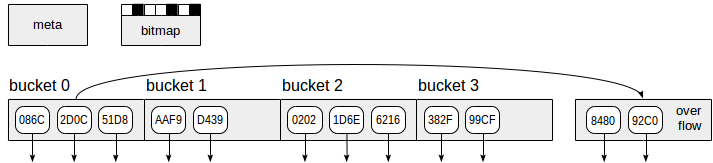 meta
bitmap
bucket 0
bucket 1
bucket 2
bucket 3
086C 2D0C 51D8 AAF9 D439 0202 1D6E 6216 382F 99CF 8480 92C0
over
flow